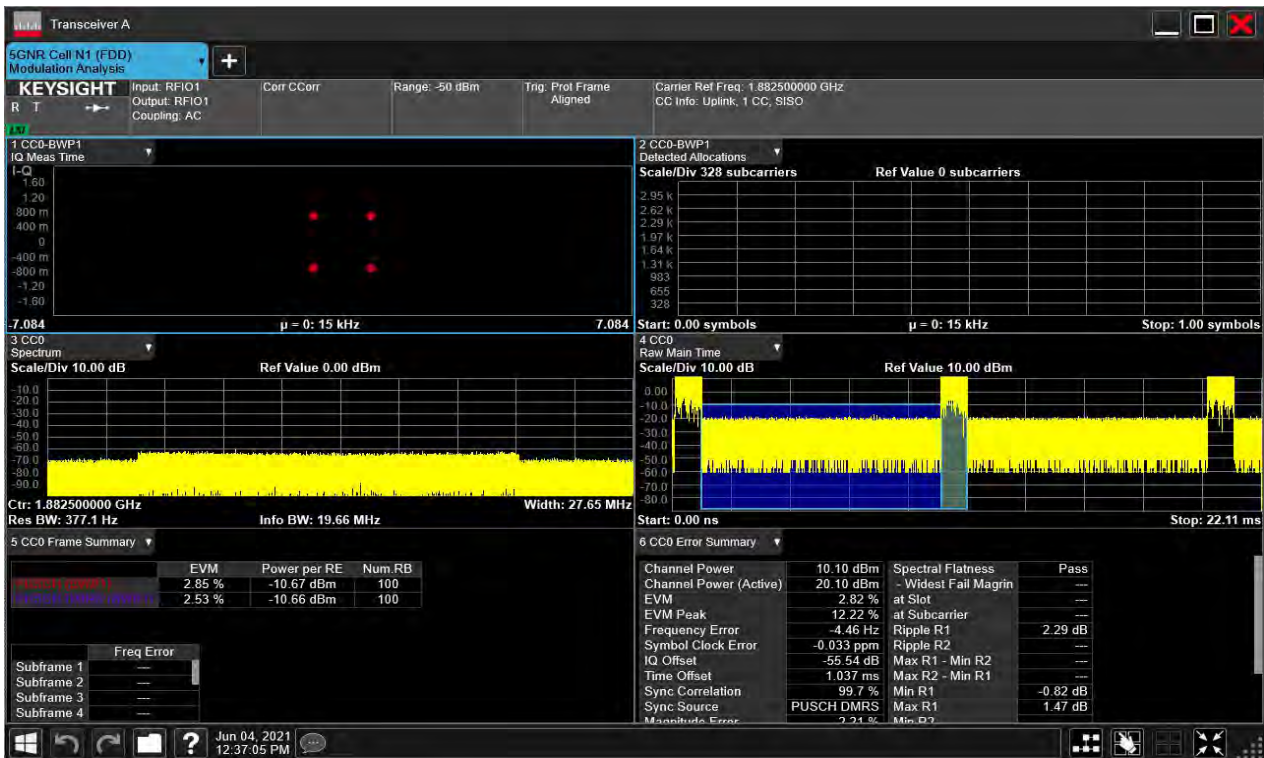 Transceiver A
5GNR Cell N1 (FDD)
Modulation Analysis
+
KEYSIGHT
R T
LXI
Input: RFIO1
Output: RFIO1
Coupling: AC
Corr CCorr
Range: -50 dBm
Trig: Prot Frame
Aligned
Carrier Ref Freq: 1.882500000 GHz
CC Info: Uplink, 1 CC, SISO
1 CC0-BWP1
IQ Meas Time
I-Q
1.60
1.20
800 m
400 m
0
-400 m
-800 m
-1.20
-1.60
-7.084 µ = 0: 15 kHz 7.084
2 CC0-BWP1
Detected Allocations
Scale/Div 328 subcarriers Ref Value 0 subcarriers
2.95 k
2.62 k
2.29 k
1.97 k
1.64 k
1.31 k
983
655
328
Start: 0.00 symbols µ = 0: 15 kHz Stop: 1.00 symbols
3 CC0
Spectrum
Scale/Div 10.00 dB Ref Value 0.00 dBm
-10.0
-20.0
-30.0
-40.0
-50.0
-60.0
-70.0
-80.0
-90.0
Ctr: 1.882500000 GHz Width: 27.65 MHz
Res BW: 377.1 Hz Info BW: 19.66 MHz
4 CC0
Raw Main Time
Scale/Div 10.00 dB Ref Value 10.00 dBm
0.00
-10.0
-20.0
-30.0
-40.0
-50.0
-60.0
-70.0
-80.0
Start: 0.00 ns Stop: 22.11 ms
5 CC0 Frame Summary
EVM Power per RE Num.RB
2.85 % -10.67 dBm 100
2.53 % -10.66 dBm 100
Freq Error
Subframe 1 ---
Subframe 2 ---
Subframe 3 ---
Subframe 4 ---
6 CC0 Error Summary
Channel Power 10.10 dBm Spectral Flatness Pass
Channel Power (Active) 20.10 dBm - Widest Fail Magrin ---
EVM 2.82 % at Slot ---
EVM Peak 12.22 % at Subcarrier ---
Frequency Error -4.46 Hz Ripple R1 2.29 dB
Symbol Clock Error -0.033 ppm Ripple R2 ---
IQ Offset -55.54 dB Max R1 - Min R2 ---
Time Offset 1.037 ms Max R2 - Min R1 ---
Sync Correlation 99.7 % Min R1 -0.82 dB
Sync Source PUSCH DMRS Max R1 1.47 dB
Magnitude Error 2.21 % Min R2
?
Jun 04, 2021
12:37:05 PM